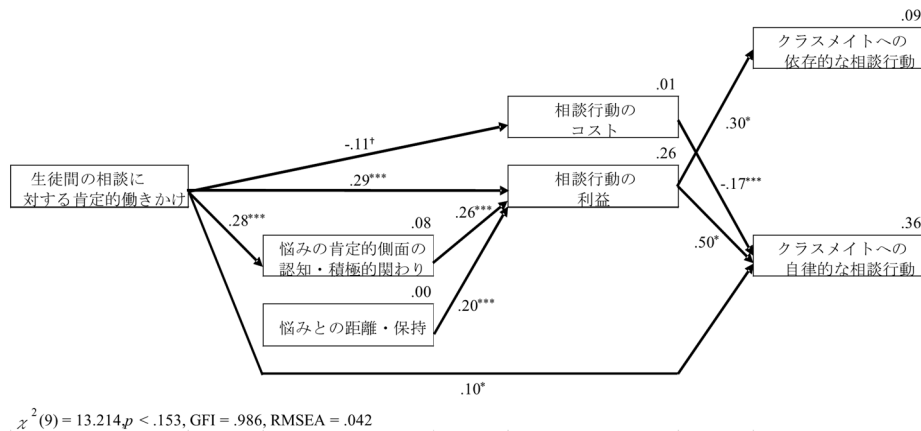 .09
クラスメイトへの
依存的な相談行動
.01
相談行動の
コスト
.30*
-.11†
.26
生徒間の相談に
対する肯定的働きかけ
.29***
相談行動の
利益
-.17***
.28***
.26***
.08
悩みの肯定的側面の
認知・積極的関わり
.50*
.36
クラスメイトへの
自律的な相談行動
.00
悩みとの距離・保持
.20***
.10*
χ²(9) = 13.214,p < .153, GFI = .986, RMSEA = .042